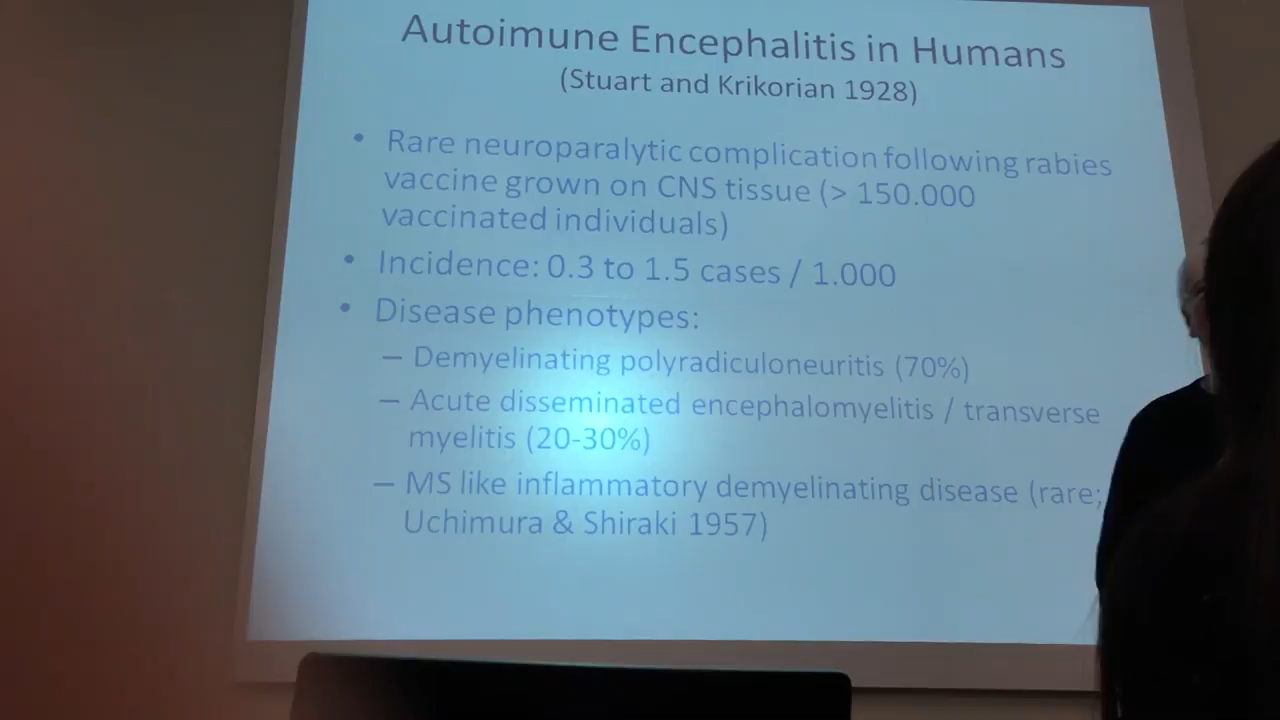 Autoimune Encephalitis in Humans
(Stuart and Krikorian 1928)
• Rare neuroparalytic complication following rabies
vaccine grown on CNS tissue (> 150.000
vaccinated individuals)
• Incidence: 0.3 to 1.5 cases / 1.000
• Disease phenotypes:
– Demyelinating polyradiculoneuritis (70%)
– Acute disseminated encephalomyelitis / transverse
myelitis (20-30%)
– MS like inflammatory demyelinating disease (rare;
Uchimura & Shiraki 1957)